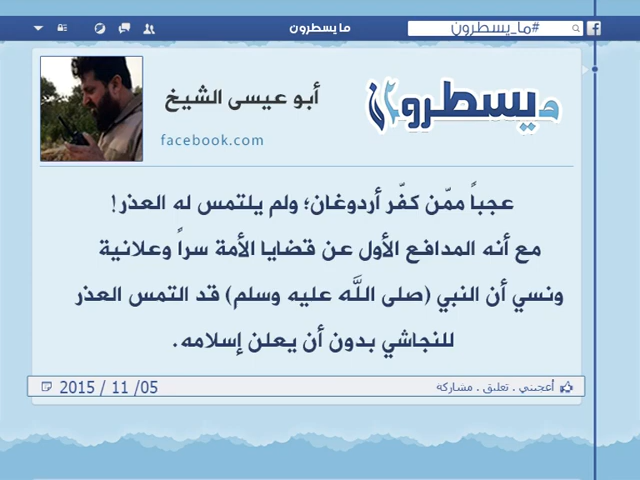 ما يسطرون
#ما_يسطرون
ما يسطرون
أبو عيسى الشيخ
facebook.com
عجباً ممّن كفّر أردوغان؛ ولم يلتمس له العذر!
مع أنه المدافع الأول عن قضايا الأمة سراً وعلانية
ونسي أن النبي (صلى اللّٰه عليه وسلم) قد التمس العذر
للنجاشي بدون أن يعلن إسلامه.
أعجبني . تعليق . مشاركة
2015 / 11 /05